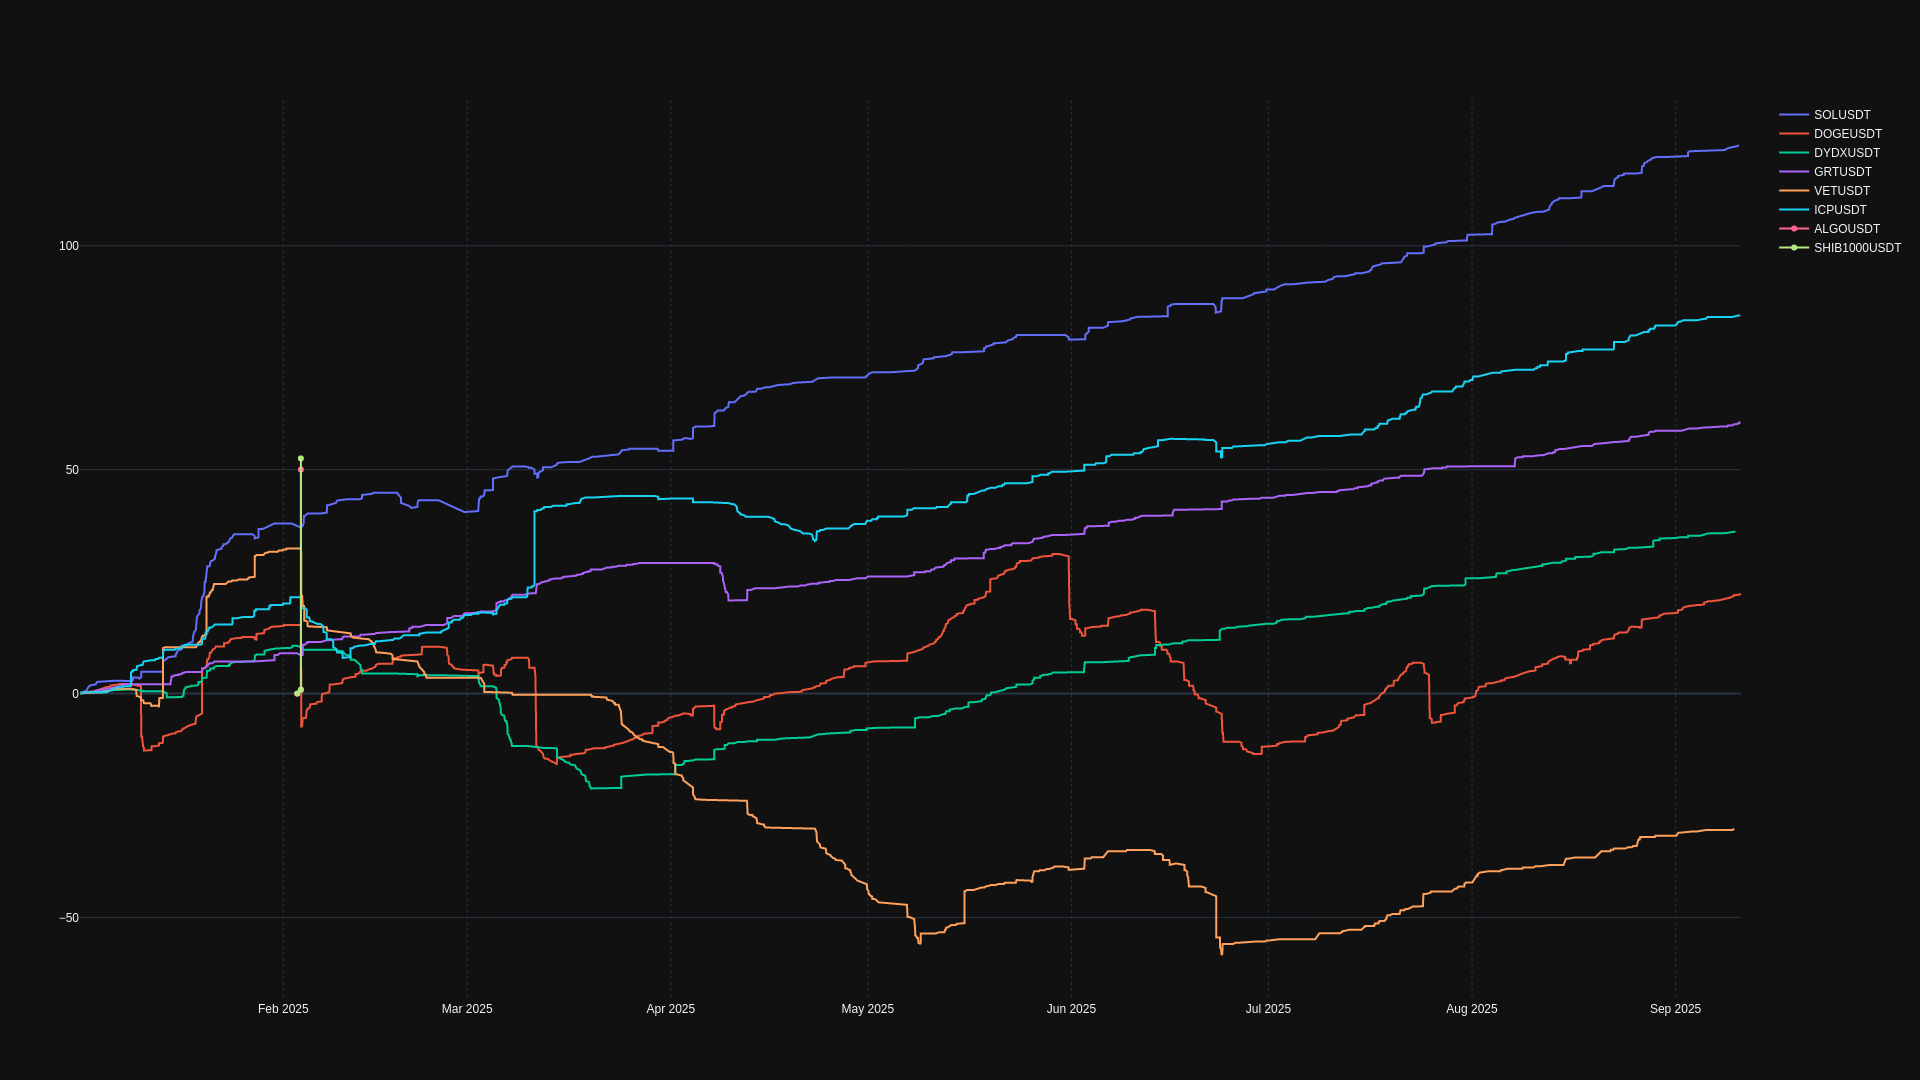 SOLUSDT
DOGEUSDT
DYDXUSDT
GRTUSDT
VETUSDT
ICPUSDT
ALGOUSDT
SHIB1000USDT
100
50
0
−50
Feb 2025
Mar 2025
Apr 2025
May 2025
Jun 2025
Jul 2025
Aug 2025
Sep 2025